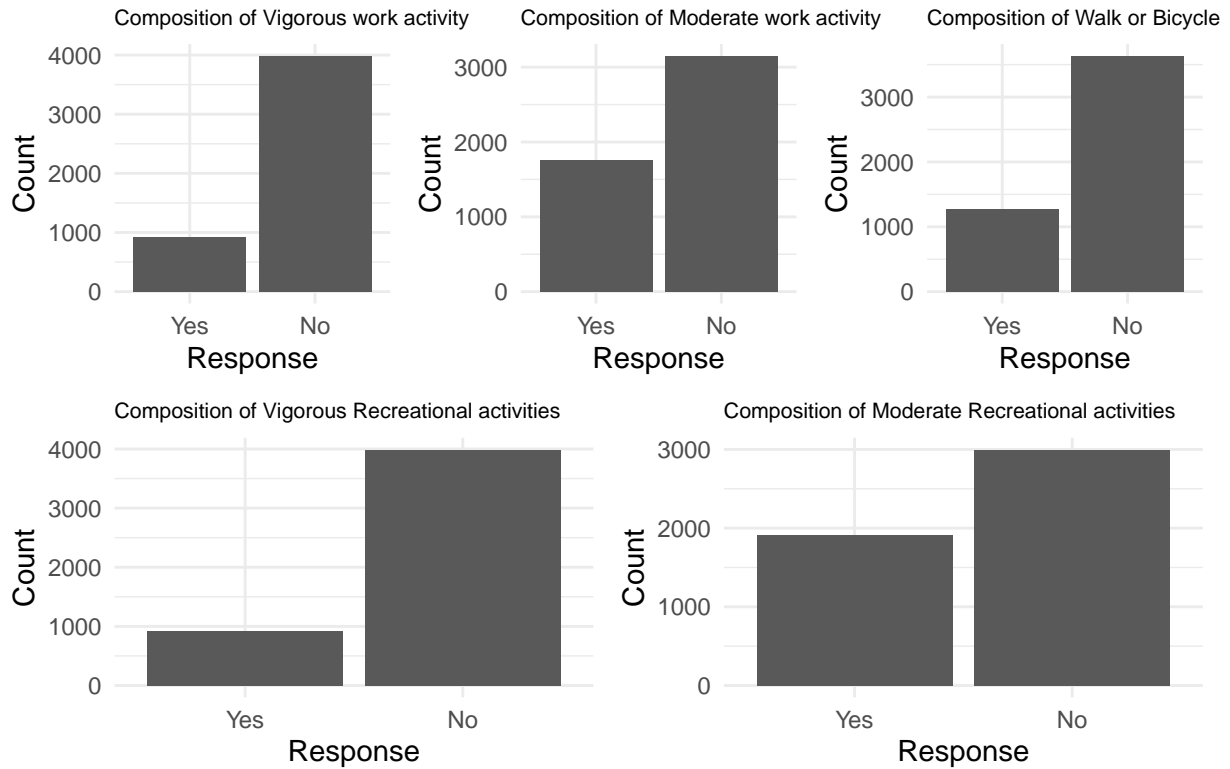 Composition of Vigorous work activity
4000
3000
2000
1000
0
Count
Yes No
Response
Composition of Moderate work activity
3000
2000
1000
0
Count
Yes No
Response
Composition of Walk or Bicycle
3000
2000
1000
0
Count
Yes No
Response
Composition of Vigorous Recreational activities
4000
3000
2000
1000
0
Count
Yes No
Response
Composition of Moderate Recreational activities
3000
2000
1000
0
Count
Yes No
Response